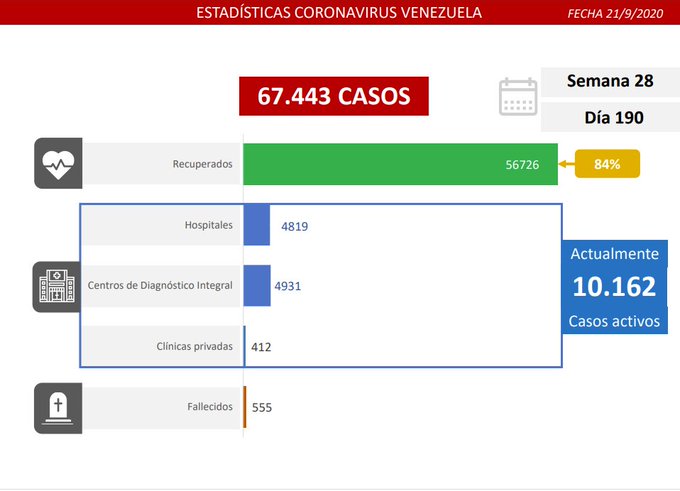 ESTADÍSTICAS CORONAVIRUS VENEZUELA
FECHA 21/9/2020
67.443 CASOS
Semana 28
Día 190
Recuperados
56726
84%
Hospitales
4819
Centros de Diagnóstico Integral
4931
Clínicas privadas
412
Actualmente
10.162
Casos activos
Fallecidos
555